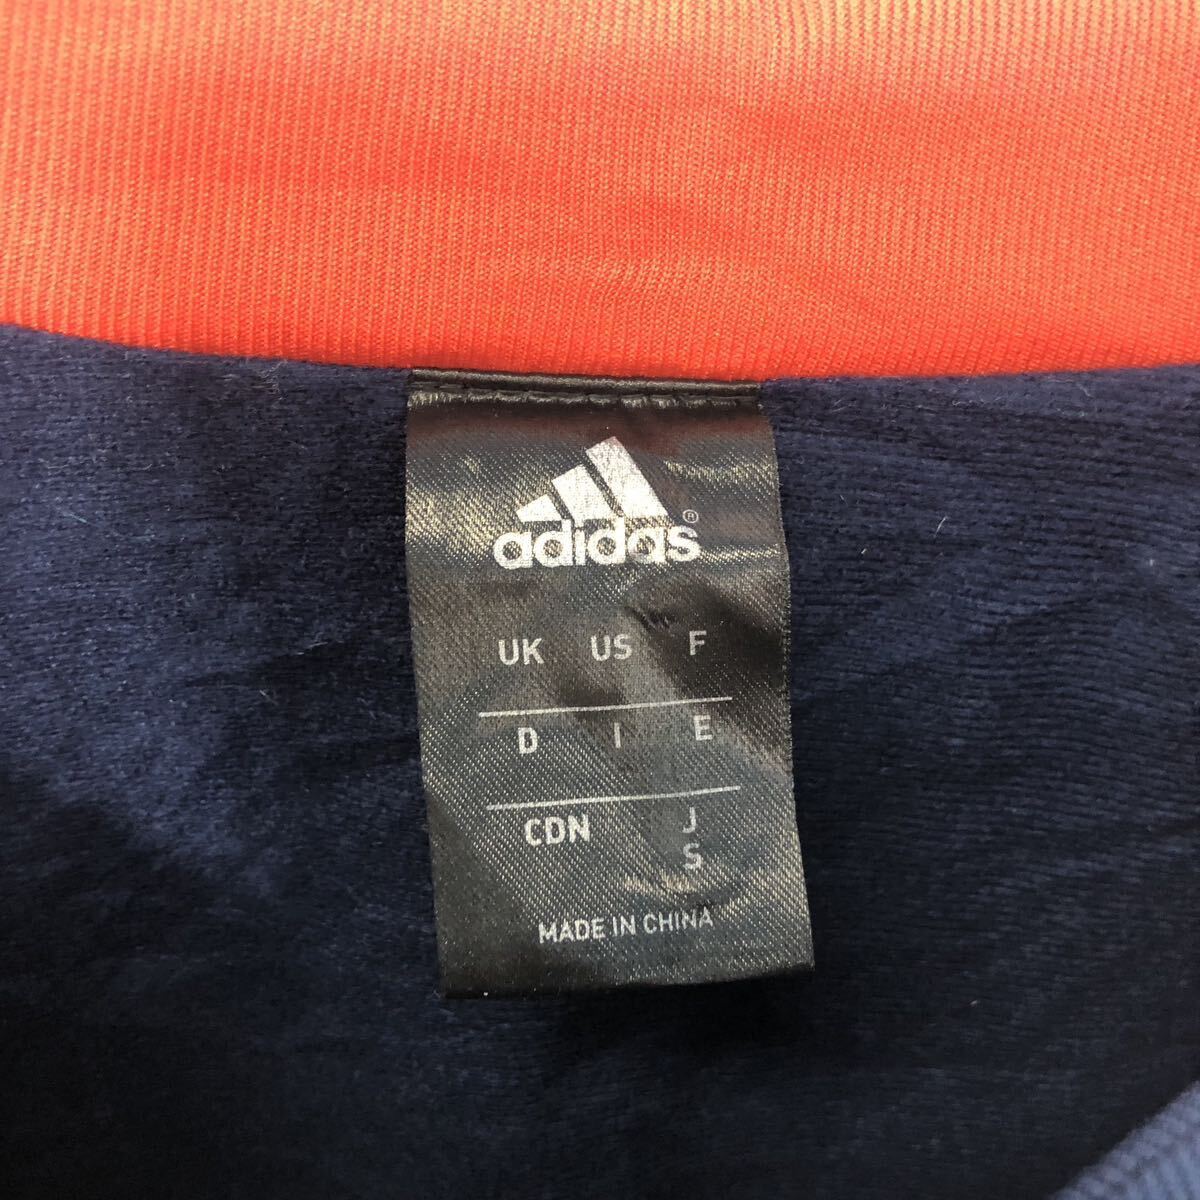 adidas®
UK US F
D I E
CDN J
S
MADE IN CHINA